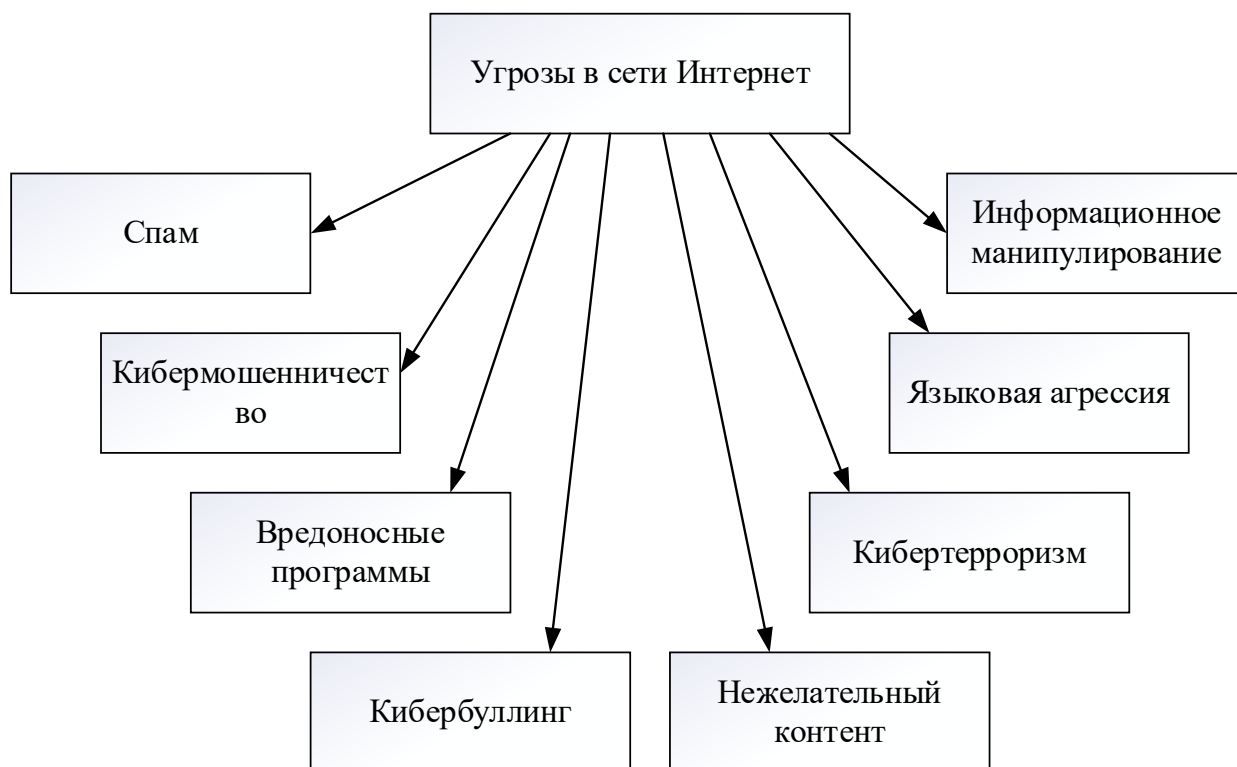 Угрозы в сети Интернет
Спам
Информационное
манипулирование
Кибермошенничест
во
Языковая агрессия
Вредоносные
программы
Кибертерроризм
Кибербуллинг
Нежелательный
контент